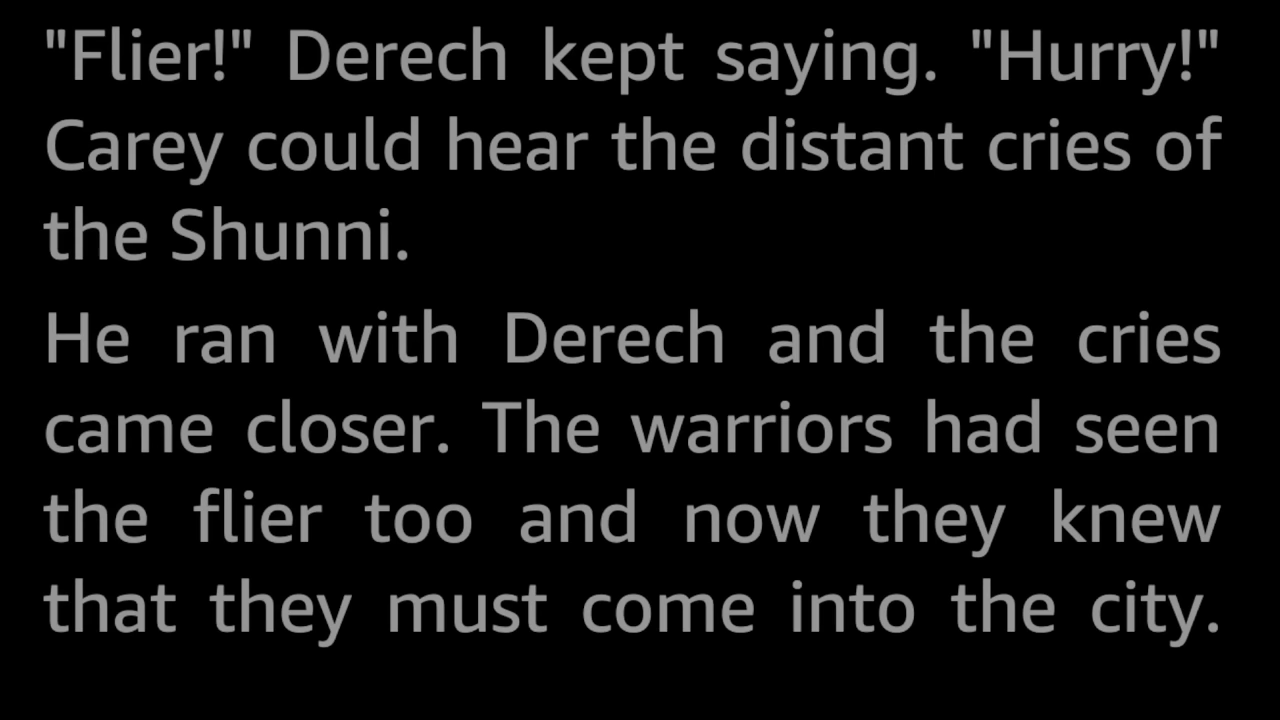 "Flier!" Derech kept saying. "Hurry!"
Carey could hear the distant cries of
the Shunni.
He ran with Derech and the cries
came closer. The warriors had seen
the flier too and now they knew
that they must come into the city.